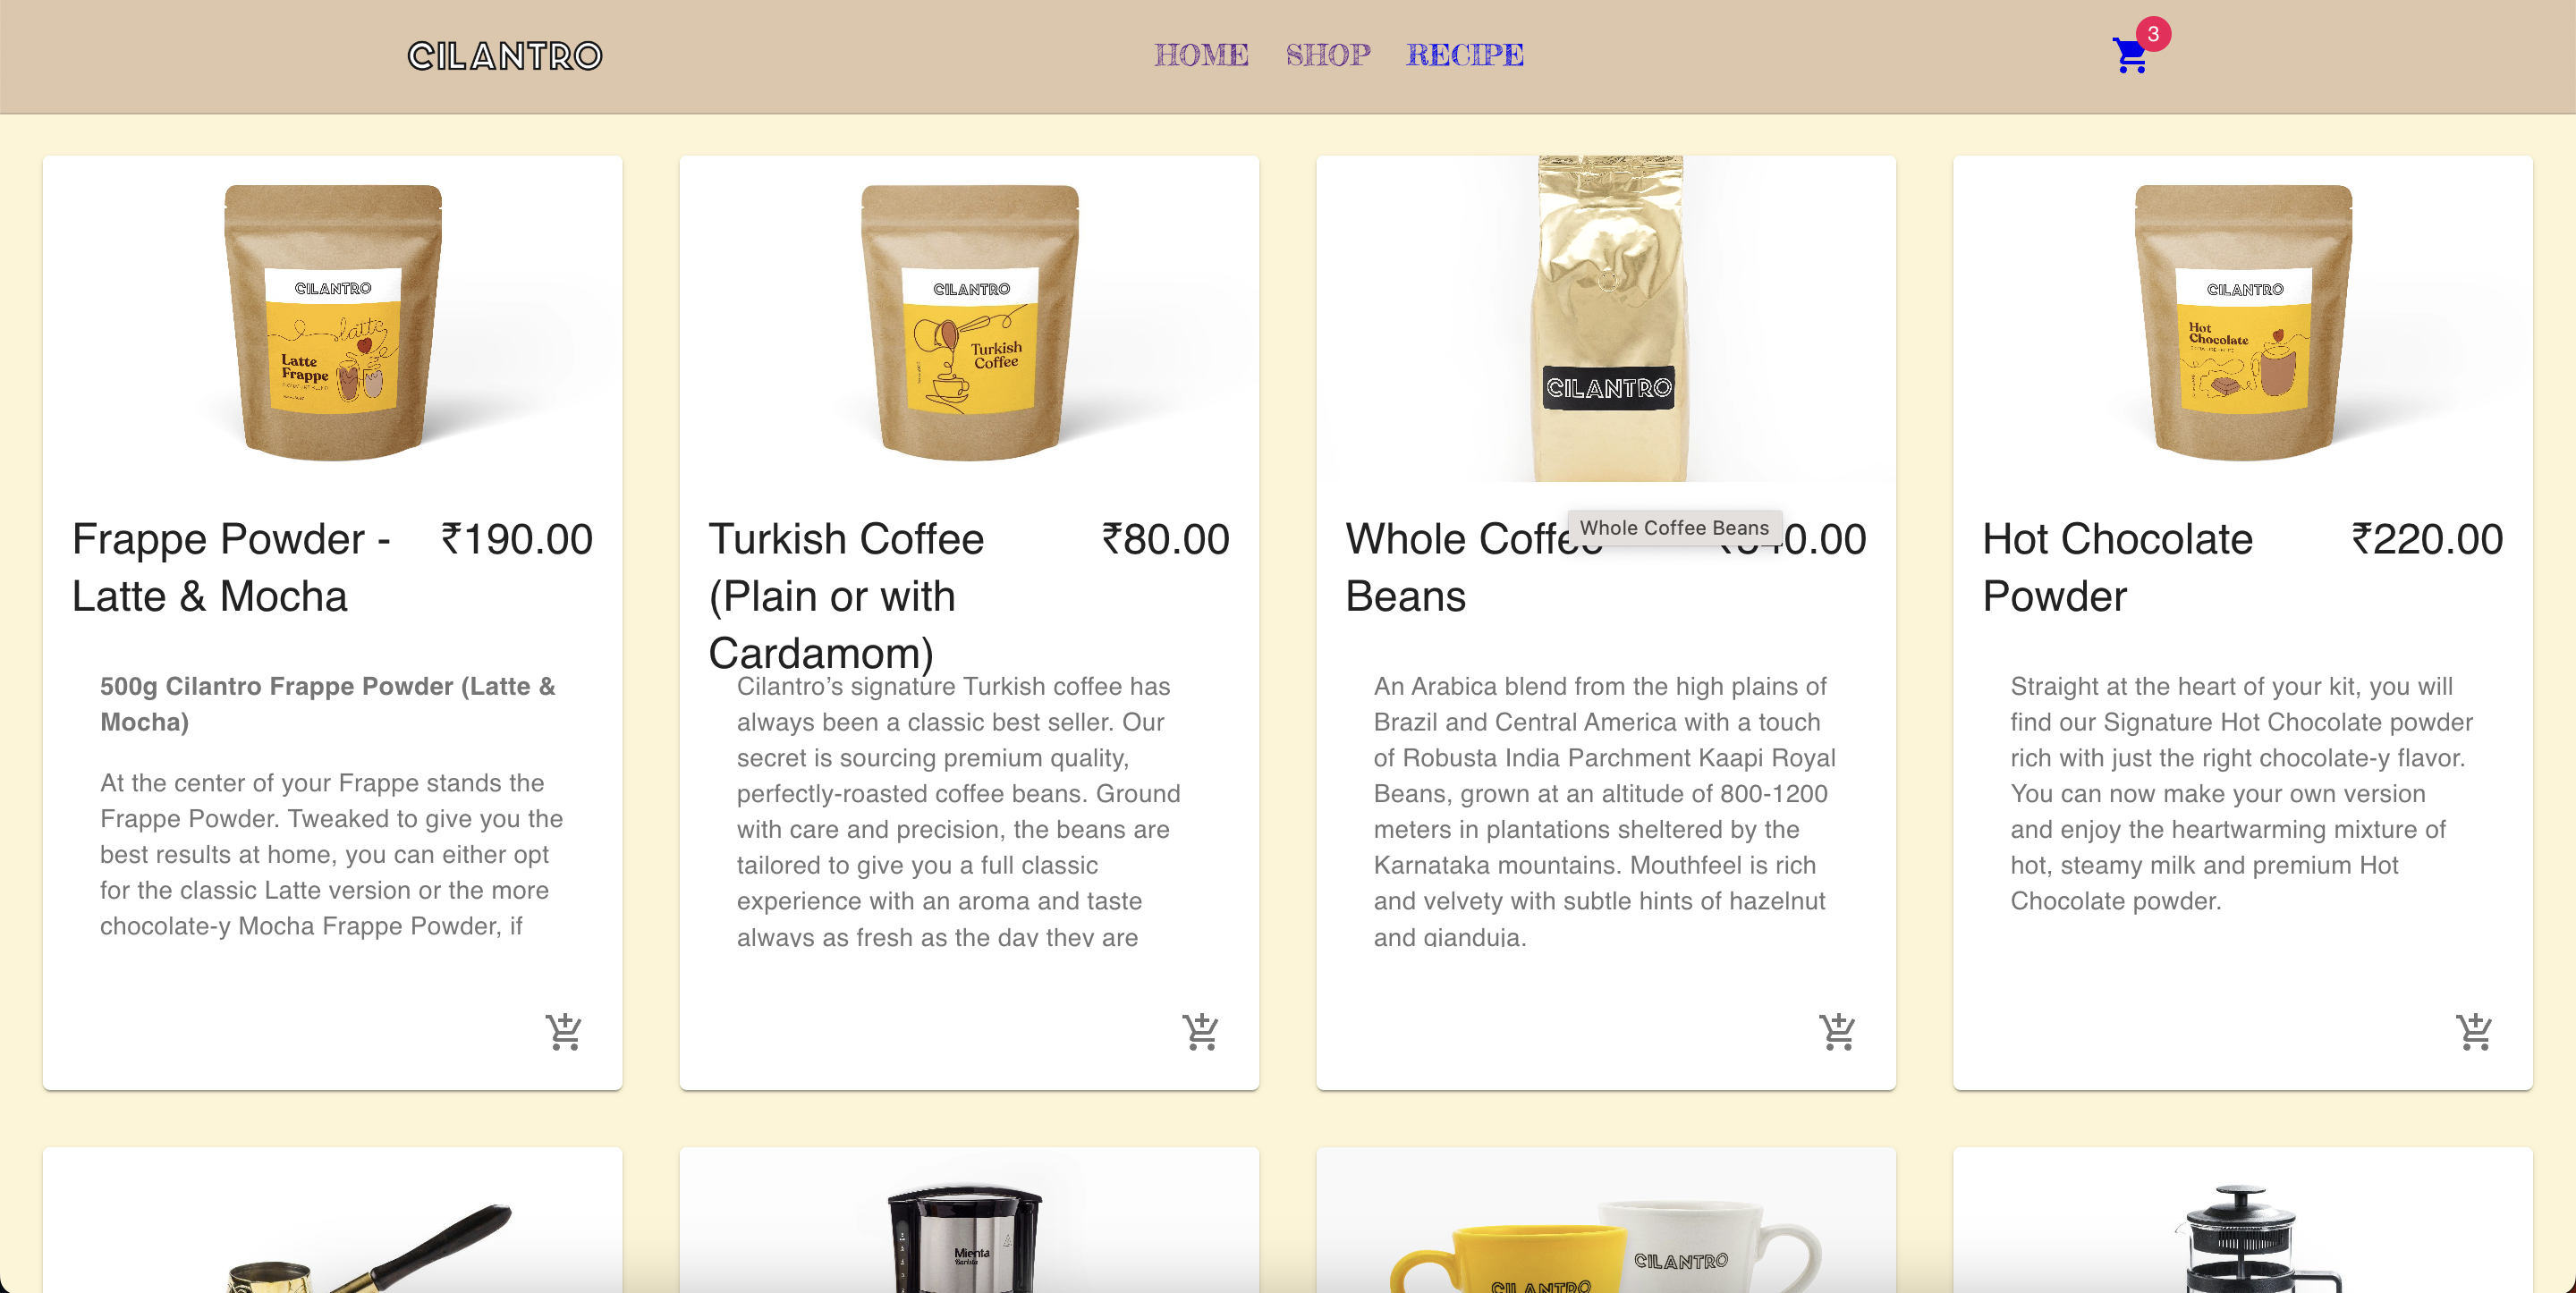 CILANTRO
HOME SHOP RECIPE
3
CILANTRO
latte
Latte
Frappe
CILANTRO
Turkish
Coffee
CILANTRO
CILANTRO
Hot
Chocolate
Frappe Powder -
Latte & Mocha
₹190.00
500g Cilantro Frappe Powder (Latte &
Mocha)
At the center of your Frappe stands the
Frappe Powder. Tweaked to give you the
best results at home, you can either opt
for the classic Latte version or the more
chocolate-y Mocha Frappe Powder, if
Turkish Coffee
(Plain or with
Cardamom)
₹80.00
Cilantro’s signature Turkish coffee has
always been a classic best seller. Our
secret is sourcing premium quality,
perfectly-roasted coffee beans. Ground
with care and precision, the beans are
tailored to give you a full classic
experience with an aroma and taste
always as fresh as the day they are
Whole Coffee
Beans
Whole Coffee Beans
0.00
An Arabica blend from the high plains of
Brazil and Central America with a touch
of Robusta India Parchment Kaapi Royal
Beans, grown at an altitude of 800-1200
meters in plantations sheltered by the
Karnataka mountains. Mouthfeel is rich
and velvety with subtle hints of hazelnut
and gianduja.
Hot Chocolate
Powder
₹220.00
Straight at the heart of your kit, you will
find our Signature Hot Chocolate powder
rich with just the right chocolate-y flavor.
You can now make your own version
and enjoy the heartwarming mixture of
hot, steamy milk and premium Hot
Chocolate powder.
Mienta
Barista
CILANTRO
CILANTRO